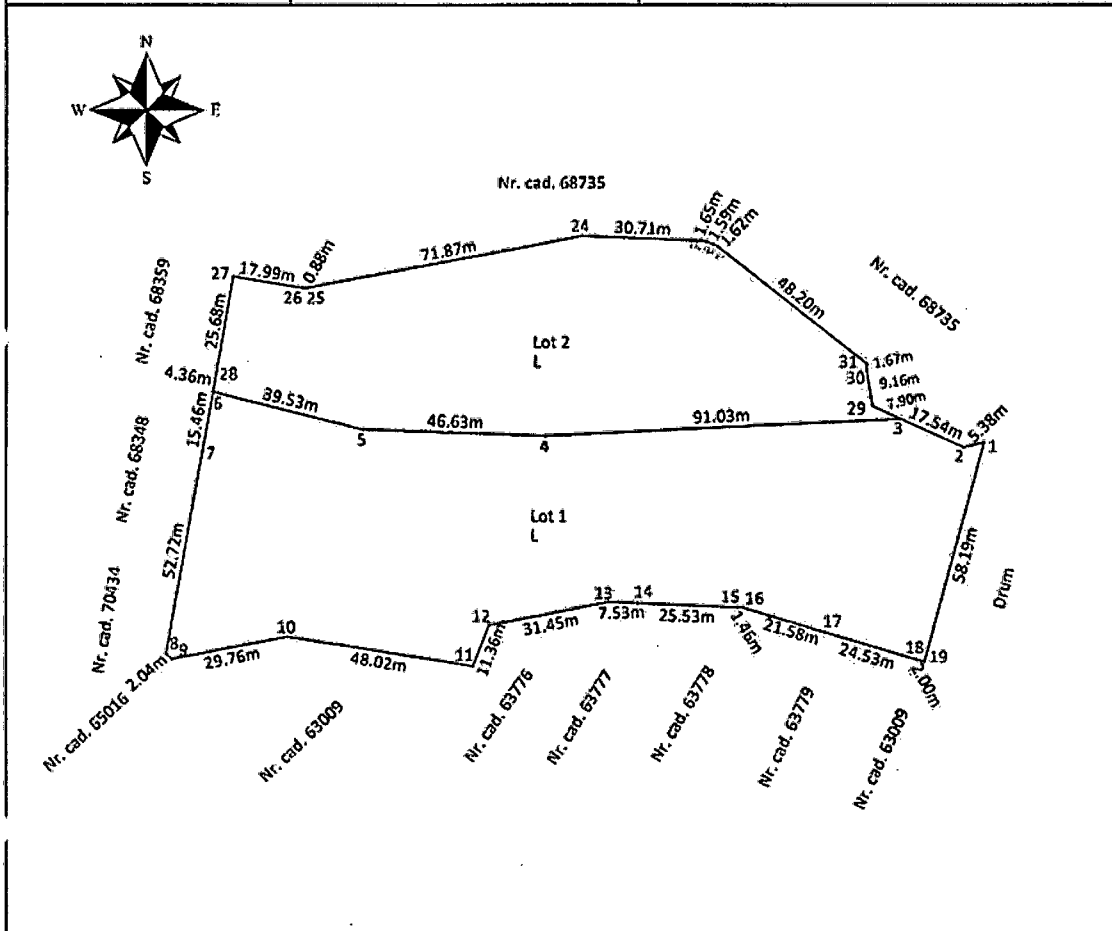 N
W
E
S
Nr. cad. 68735
24
30.71m
1.65m
1.59m
1.62m
71.87m
27
17.99m
0.88m
26 25
Nr. cad. 68359
25.68m
48.20m
Nr. cad. 68735
Lot 2
L
31
1.67m
30
9.16m
4.36m
28
6
39.53m
7.90m
29
17.54m
5.38m
15.46m
5
46.63m
4
91.03m
3
2
1
7
Nr. cad. 68348
Lot 1
L
52.72m
58.19m
Drum
Nr. cad. 70434
12
13
14
15 16
31.45m
7.53m
25.53m
1.46m
21.58m
17
10
11
11.36m
24.53m
18
19
8
9
2.04m
29.76m
48.02m
2.00m
Nr. cad. 65016
Nr. cad. 63009
Nr. cad. 63776
Nr. cad. 63777
Nr. cad. 63778
Nr. cad. 63779
Nr. cad. 63009